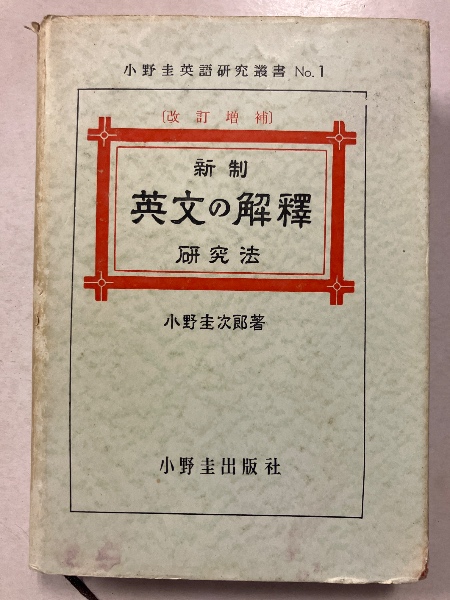 小野圭英語研究叢書 No.1
〔改訂増補〕
新制
英文の解釋
研究法
小野圭次郎著
小野圭出版社